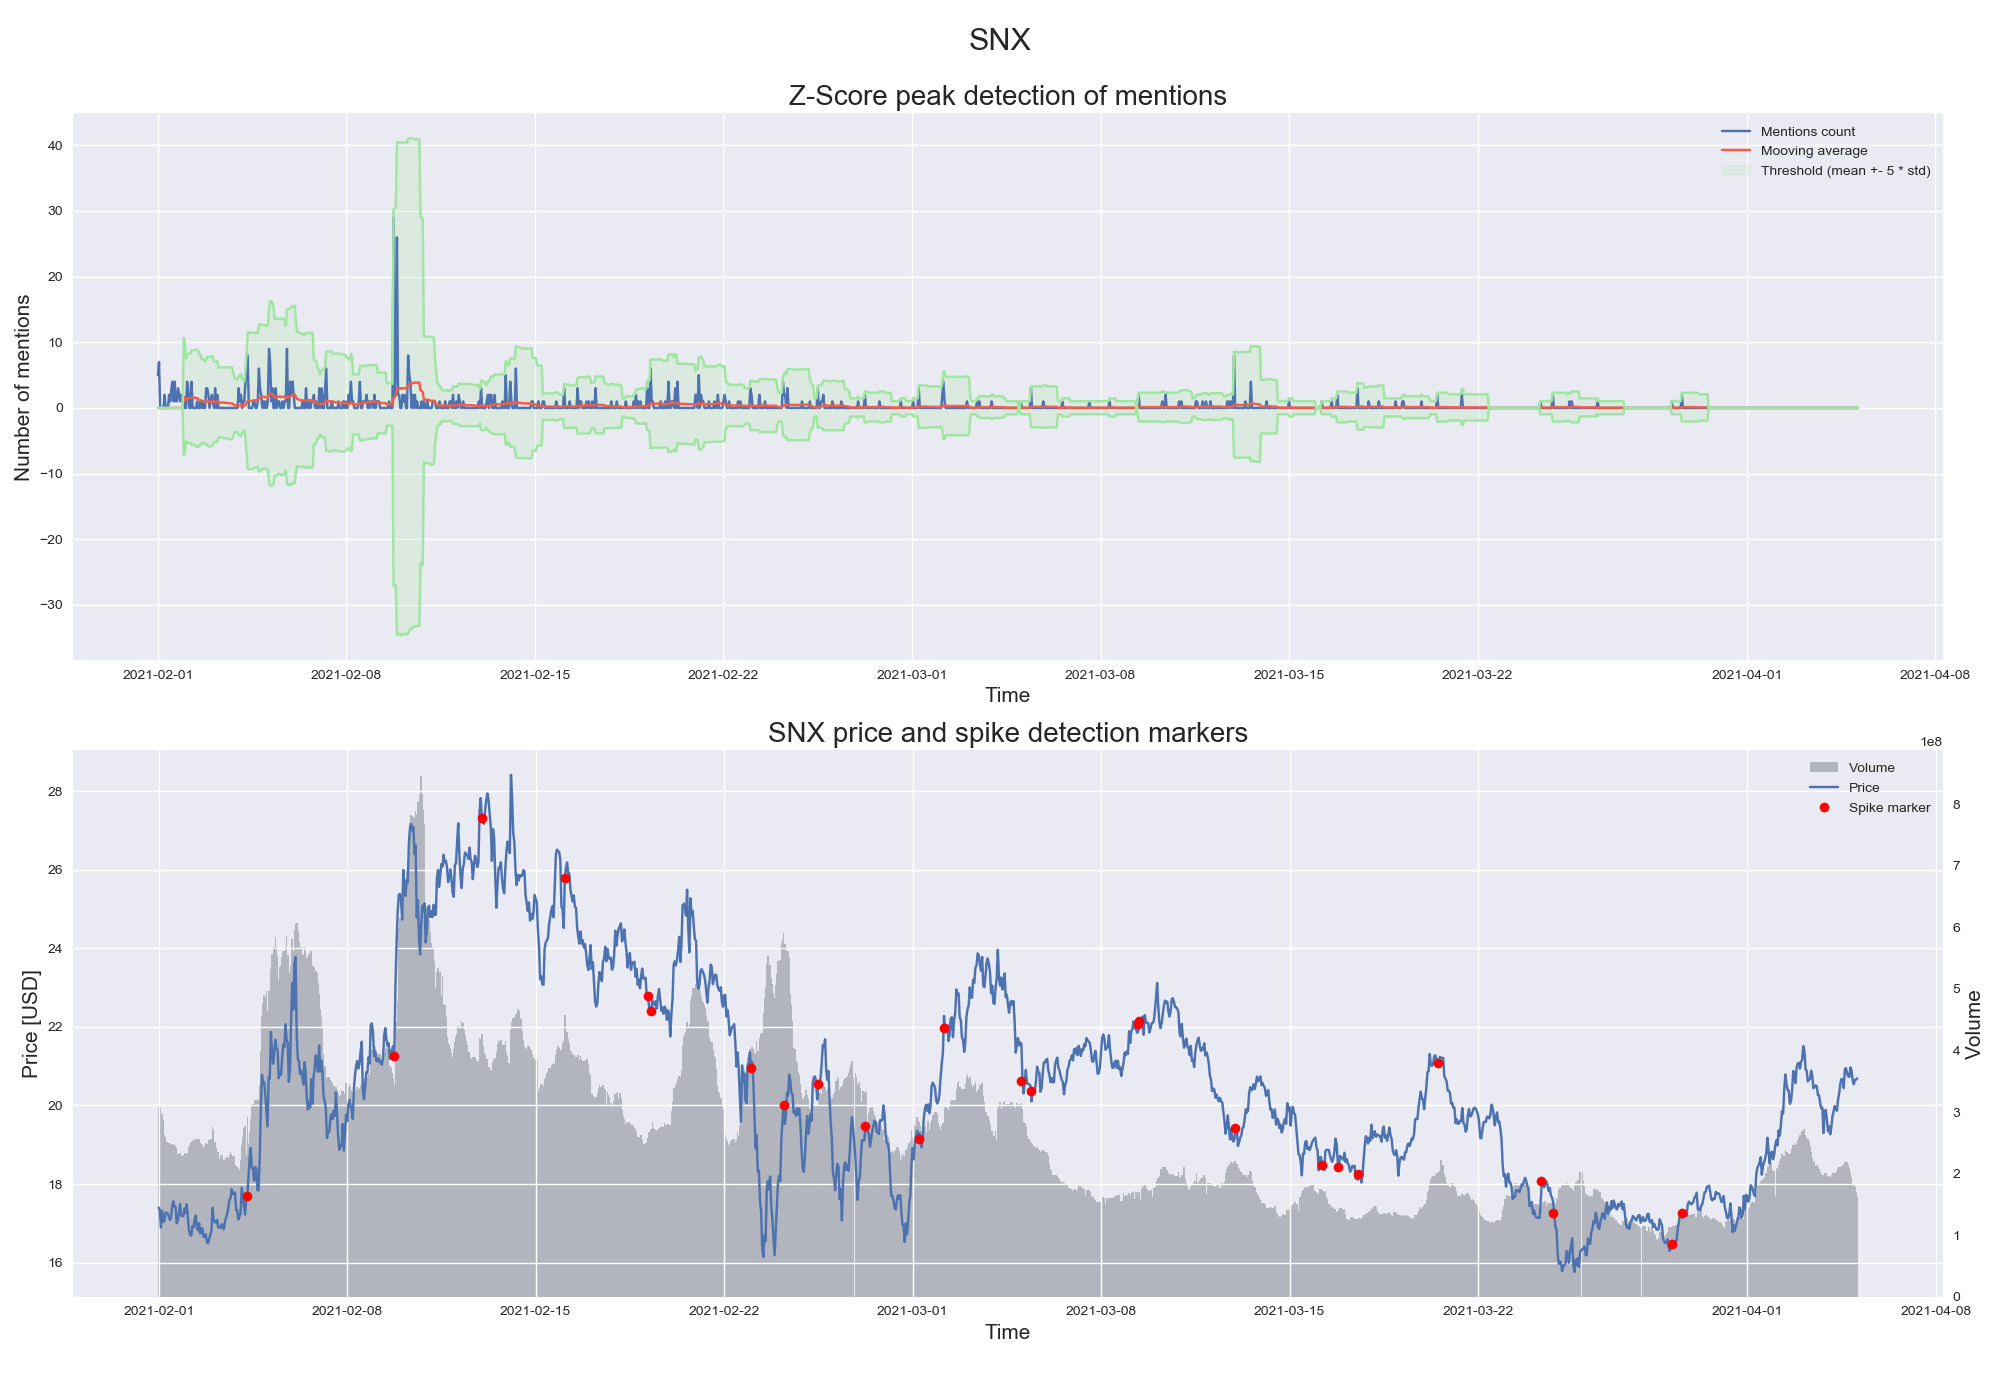 SNX
Z-Score peak detection of mentions
Mentions count
Mooving average
Threshold (mean +- 5 * std)
Number of mentions
40
30
20
10
0
−10
−20
−30
2021-02-01 2021-02-08 2021-02-15 2021-02-22 2021-03-01 2021-03-08 2021-03-15 2021-03-22 2021-04-01 2021-04-08
Time
SNX price and spike detection markers
1e8
Volume
Price
Spike marker
Price [USD]
28
26
24
22
20
18
16
8
7
6
5
4
3
2
1
0
Volume
2021-02-01 2021-02-08 2021-02-15 2021-02-22 2021-03-01 2021-03-08 2021-03-15 2021-03-22 2021-04-01 2021-04-08
Time